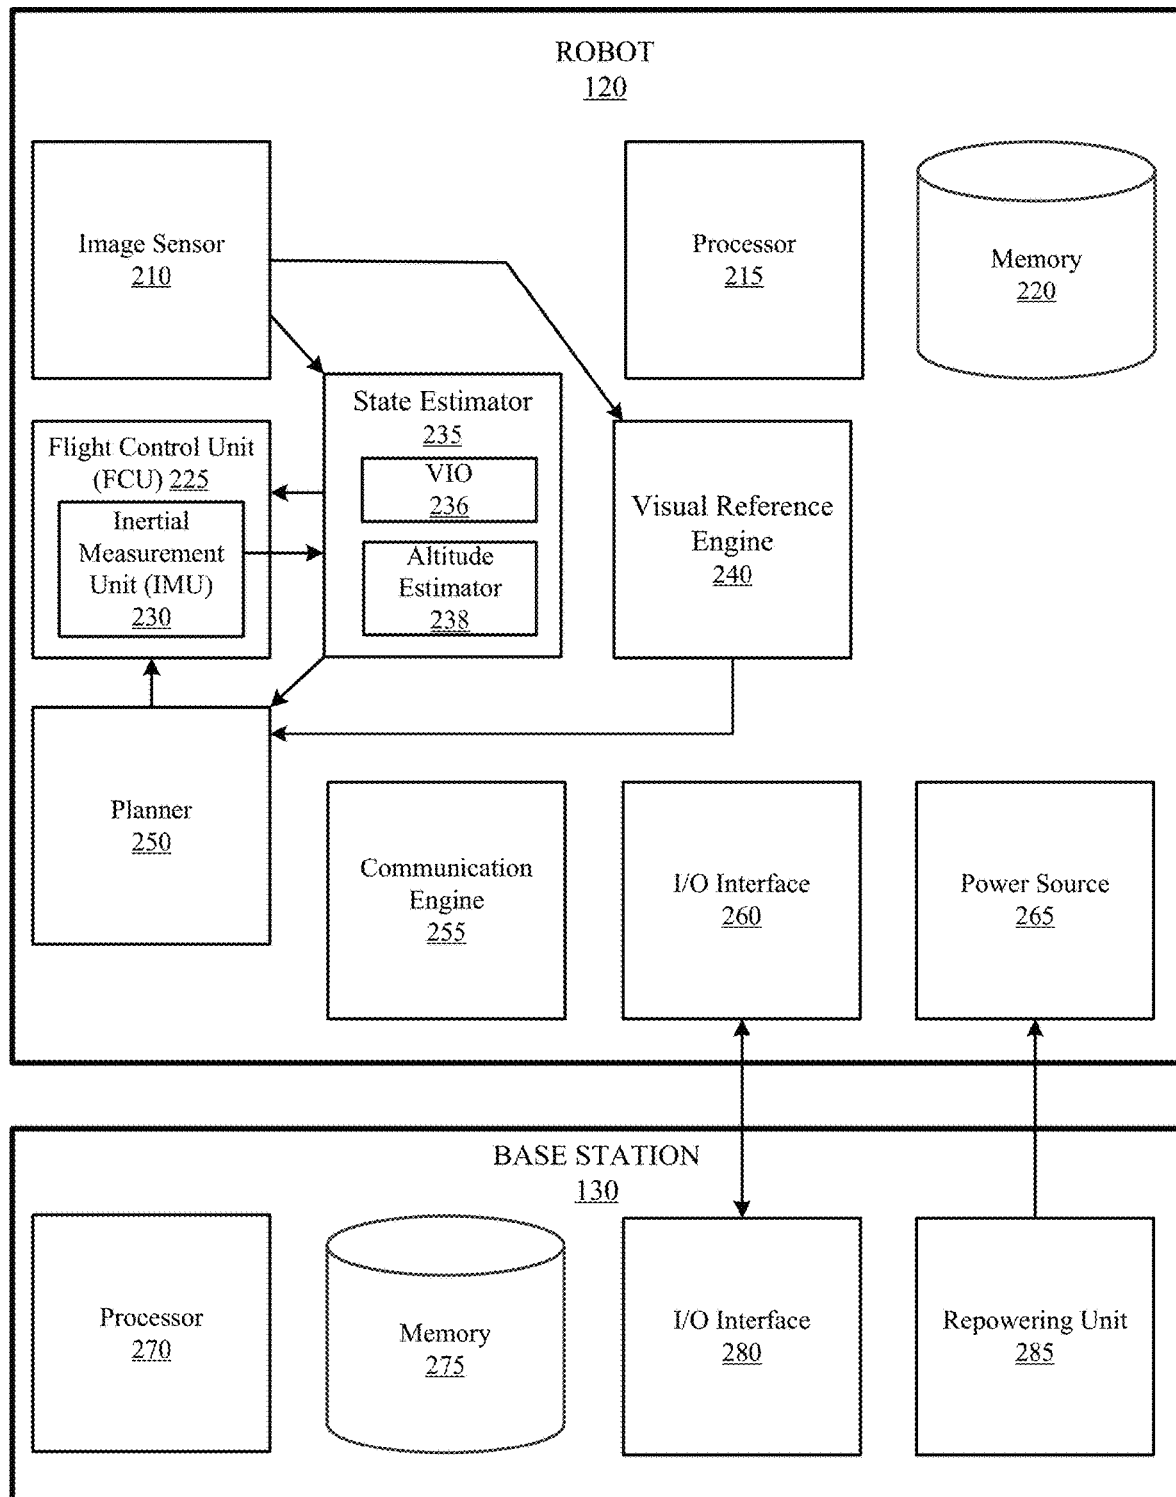 ROBOT
120
Image Sensor
210
Processor
215
Memory
220
State Estimator
235
VIO
236
Altitude
Estimator
238
Flight Control Unit
(FCU) 225
Inertial
Measurement
Unit (IMU)
230
Visual Reference
Engine
240
Planner
250
Communication
Engine
255
I/O Interface
260
Power Source
265
BASE STATION
130
Processor
270
Memory
275
I/O Interface
280
Repowering Unit
285